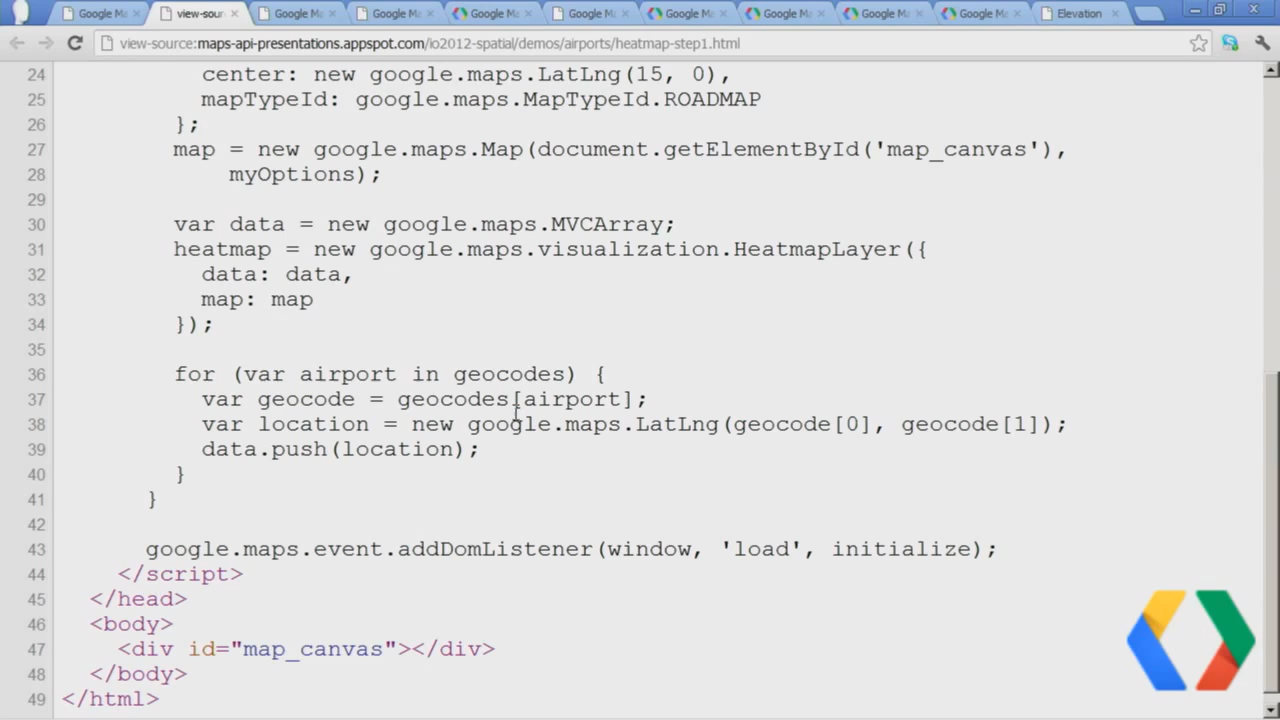 Google Ma
view-sour
Google Ma
Google Ma
Google Ma
Google Ma
Google Ma
Google Ma
Google Ma
Google Ma
Elevation
view-source:maps-api-presentations.appspot.com/io2012-spatial/demos/airports/heatmap-step1.html
24 center: new google.maps.LatLng(15, 0),
25 mapTypeId: google.maps.MapTypeId.ROADMAP
26 };
27 map = new google.maps.Map(document.getElementById('map_canvas'),
28 myOptions);
29
30 var data = new google.maps.MVCArray;
31 heatmap = new google.maps.visualization.HeatmapLayer({
32 data: data,
33 map: map
34 });
35
36 for (var airport in geocodes) {
37 var geocode = geocodes[airport];
38 var location = new google.maps.LatLng(geocode[0], geocode[1]);
39 data.push(location);
40 }
41 }
42
43 google.maps.event.addDomListener(window, 'load', initialize);
44 </script>
45 </head>
46 <body>
47 <div id="map_canvas"></div>
48 </body>
49 </html>